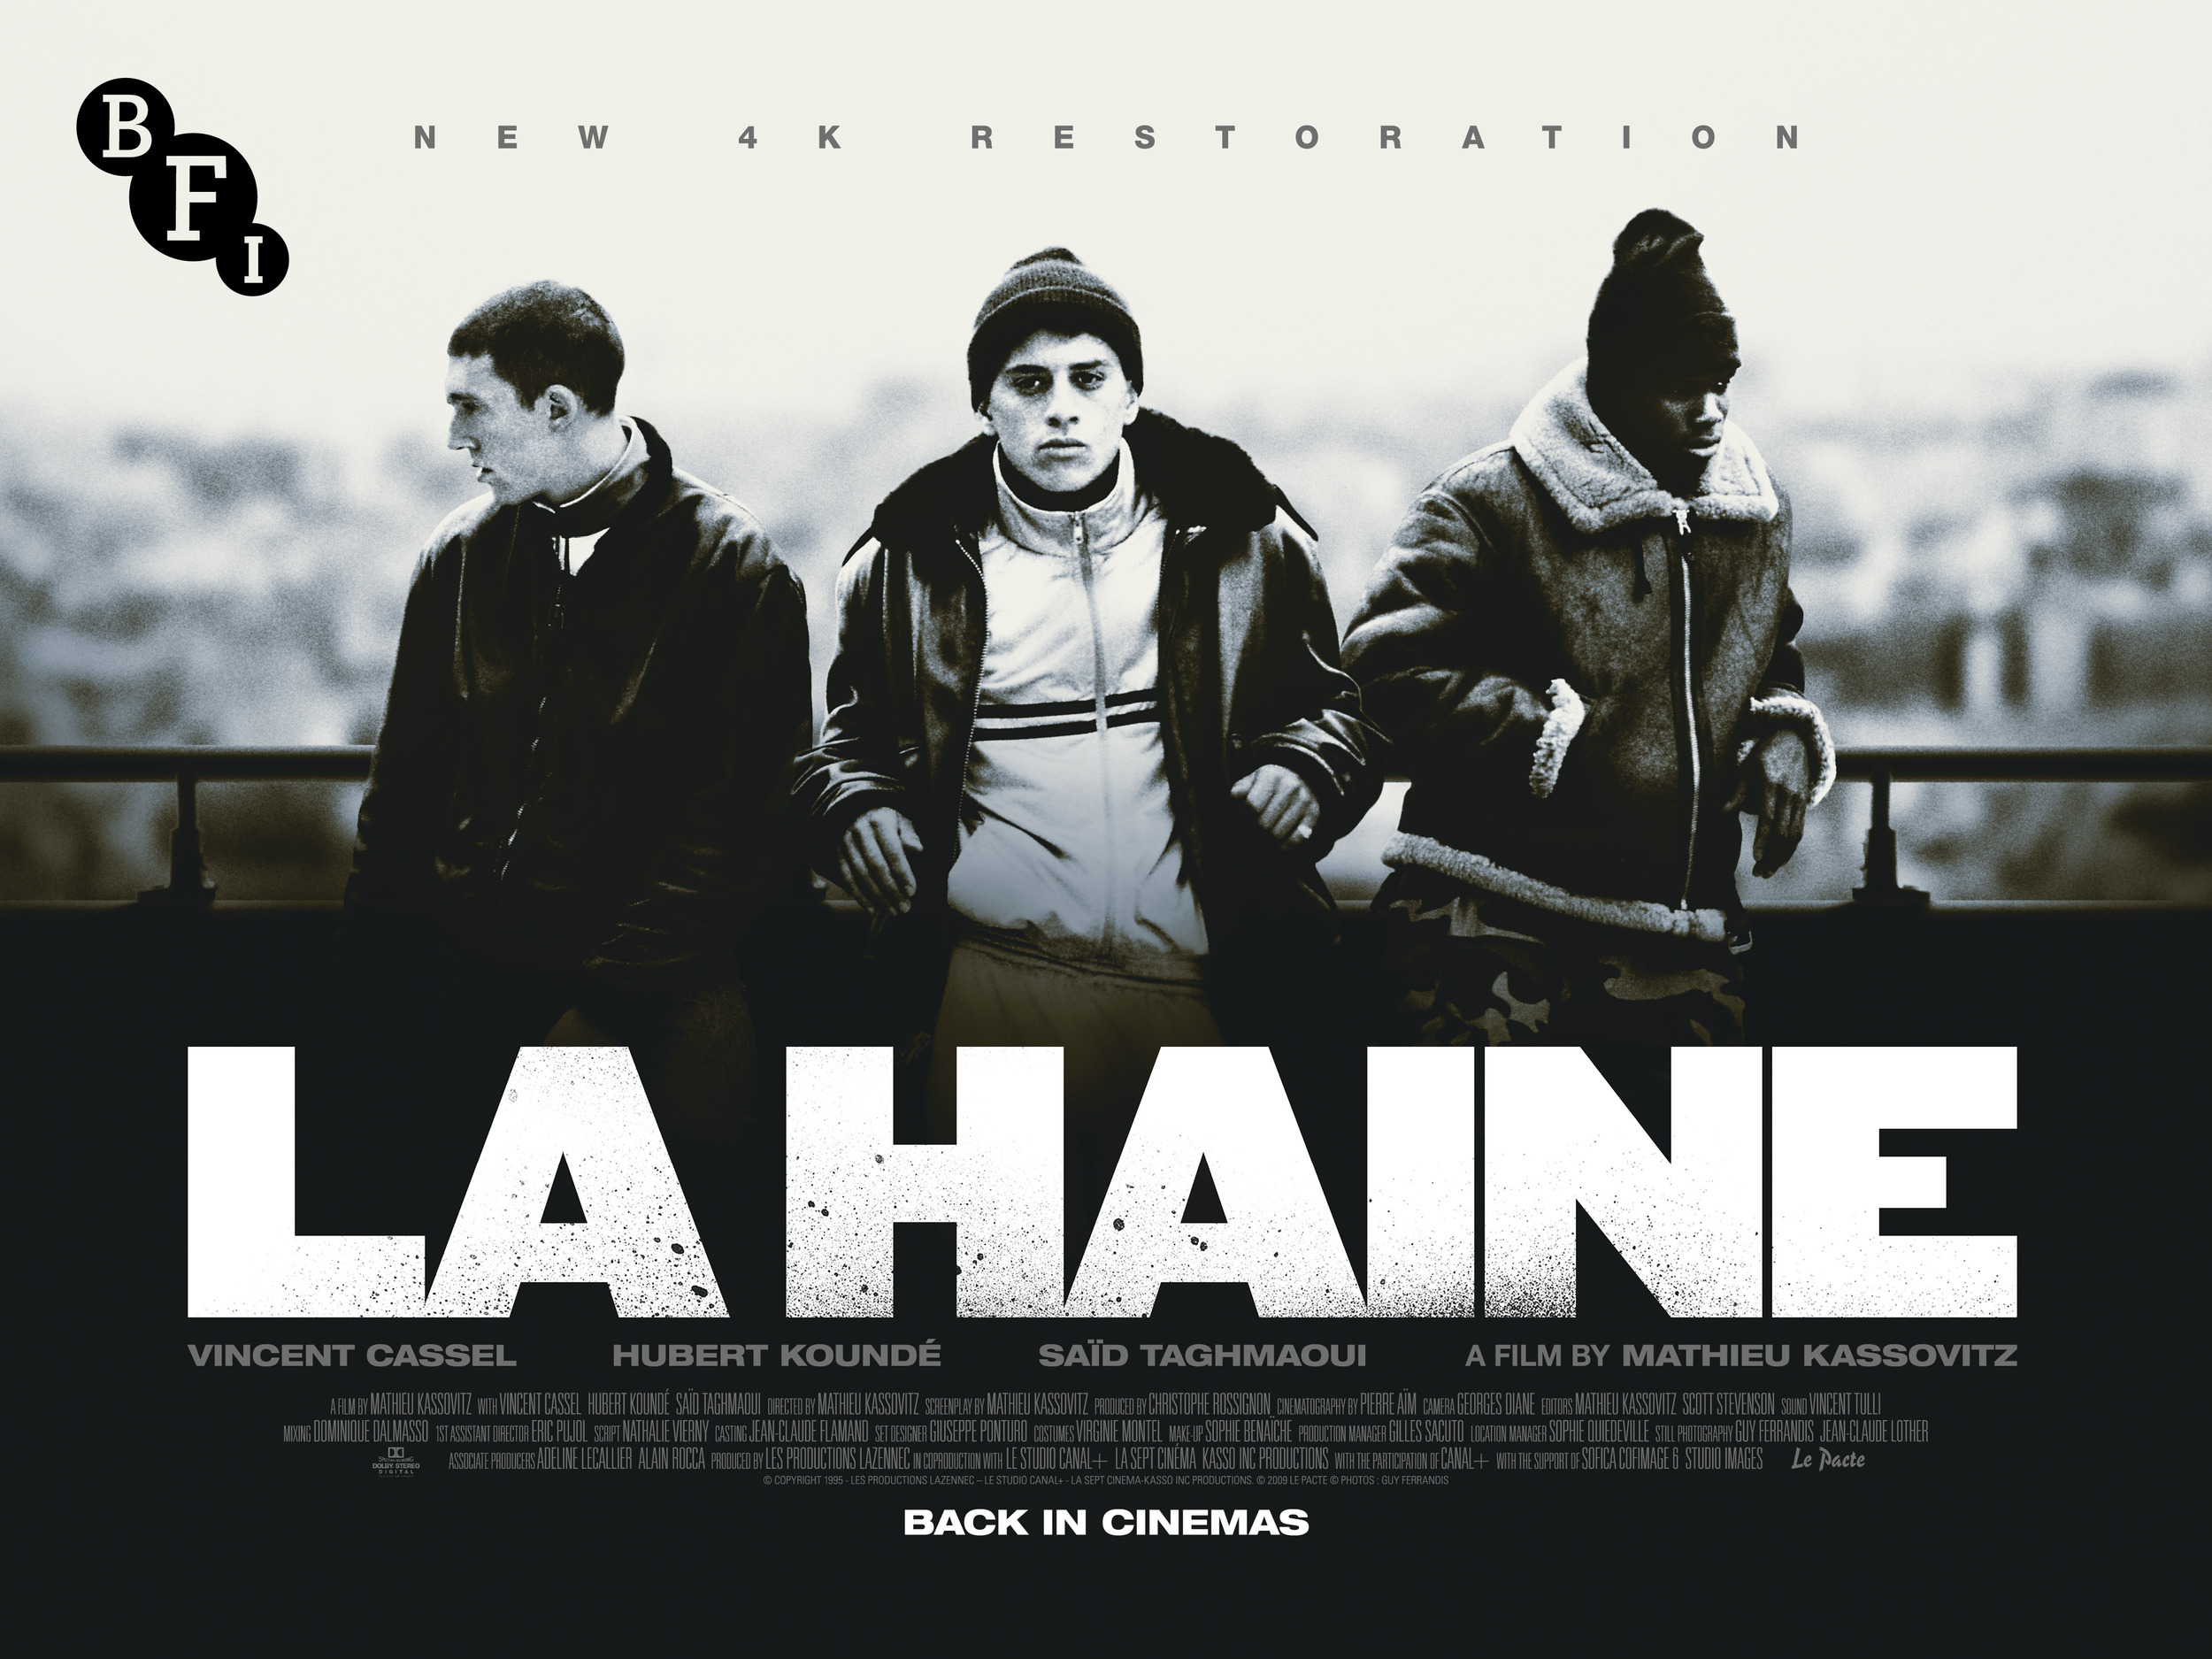 BFI
NEW 4K RESTORATION
LA HAINE
VINCENT CASSEL HUBERT KOUNDÉ SAÏD TAGHMAOUI A FILM BY MATHIEU KASSOVITZ
A FILM BY MATHIEU KASSOVITZ WITH VINCENT CASSEL HUBERT KOUNDÉ SAÏD TAGHMAOUI DIRECTED BY MATHIEU KASSOVITZ SCREENPLAY BY MATHIEU KASSOVITZ PRODUCED BY CHRISTOPHE ROSSIGNON CINEMATOGRAPHY BY PIERRE AÏM CAMERA GEORGES DIANE EDITORS MATHIEU KASSOVITZ SCOTT STEVENSON SOUND VINCENT TULLI
MIXING DOMINIQUE DALMASSO 1ST ASSISTANT DIRECTOR ERIC PUJOL SCRIPT NATHALIE VIERNY CASTING JEAN-CLAUDE FLAMAND SET DESIGNER GIUSEPPE PONTURO COSTUMES VIRGINIE MONTEL MAKE-UP SOPHIE BENAÏCHE PRODUCTION MANAGER GILLES SACUTO LOCATION MANAGER SOPHIE QUIEDEVILLE STILL PHOTOGRAPHY GUY FERRANDIS JEAN-CLAUDE LOTHER
DOLBY STEREO
DIGITAL
ASSOCIATE PRODUCERS ADELINE LECALLIER ALAIN ROCCA PRODUCED BY LES PRODUCTIONS LAZENNEC IN COPRODUCTION WITH LE STUDIO CANAL+ LA SEPT CINÉMA KASSO INC PRODUCTIONS WITH THE PARTICIPATION OF CANAL+ WITH THE SUPPORT OF SOFICA COFIMAGE 6 STUDIO IMAGES Le Pacte
© COPYRIGHT 1995 - LES PRODUCTIONS LAZENNEC – LE STUDIO CANAL+ - LA SEPT CINEMA-KASSO INC PRODUCTIONS. © 2009 LE PACTE © PHOTOS : GUY FERRANDIS
BACK IN CINEMAS